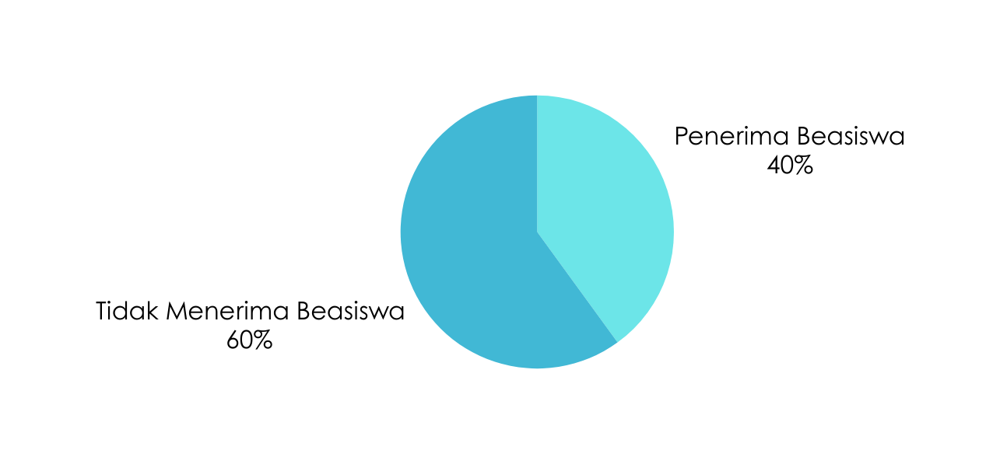 Penerima Beasiswa
40%
Tidak Menerima Beasiswa
60%